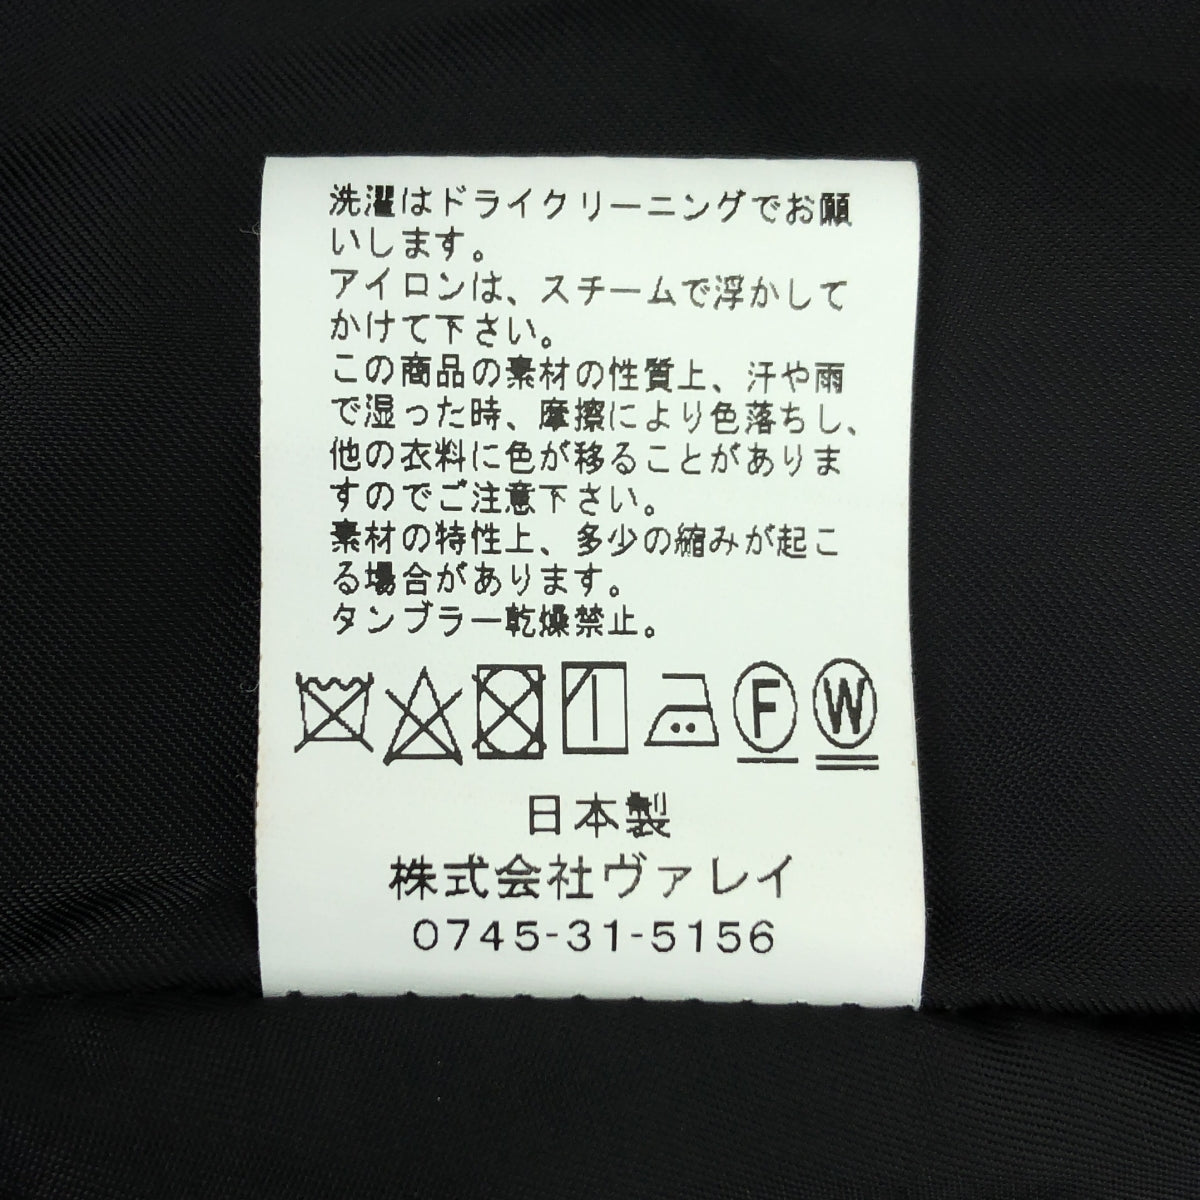 洗濯はドライクリーニングでお願
いします。
アイロンは、スチームで浮かして
かけて下さい。
この商品の素材の性質上、汗や雨
で湿った時、摩擦により色落ちし、
他の衣料に色が移ることがありま
すのでご注意下さい。
素材の特性上、多少の縮みが起こ
る場合があります。
タンブラー乾燥禁止。
F W
日本製
株式会社ヴァレイ
0745-31-5156